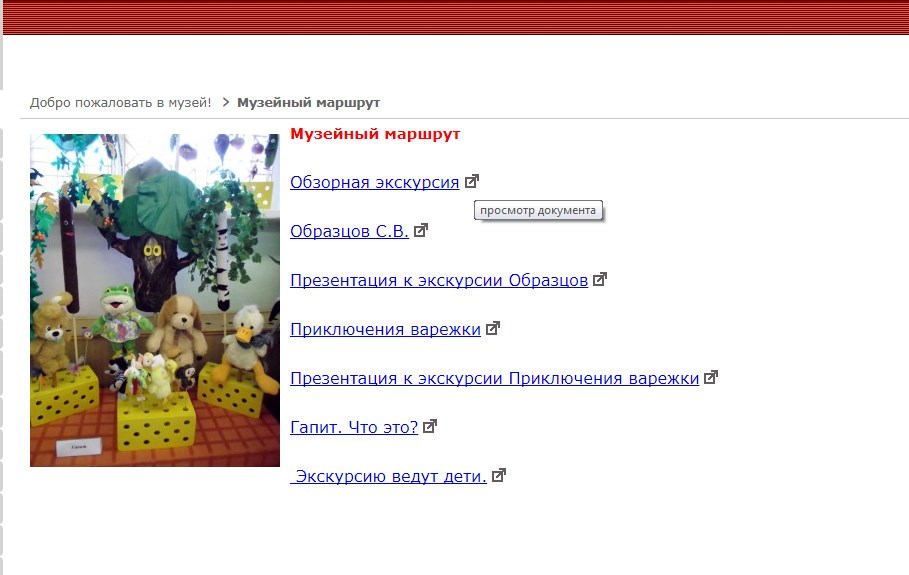 Добро пожаловать в музей! > Музейный маршрут
Музейный маршрут
Обзорная экскурсия
просмотр документа
Образцов С.В.
Презентация к экскурсии Образцов
Приключения варежки
Презентация к экскурсии Приключения варежки
Гапит. Что это?
Экскурсию ведут дети.